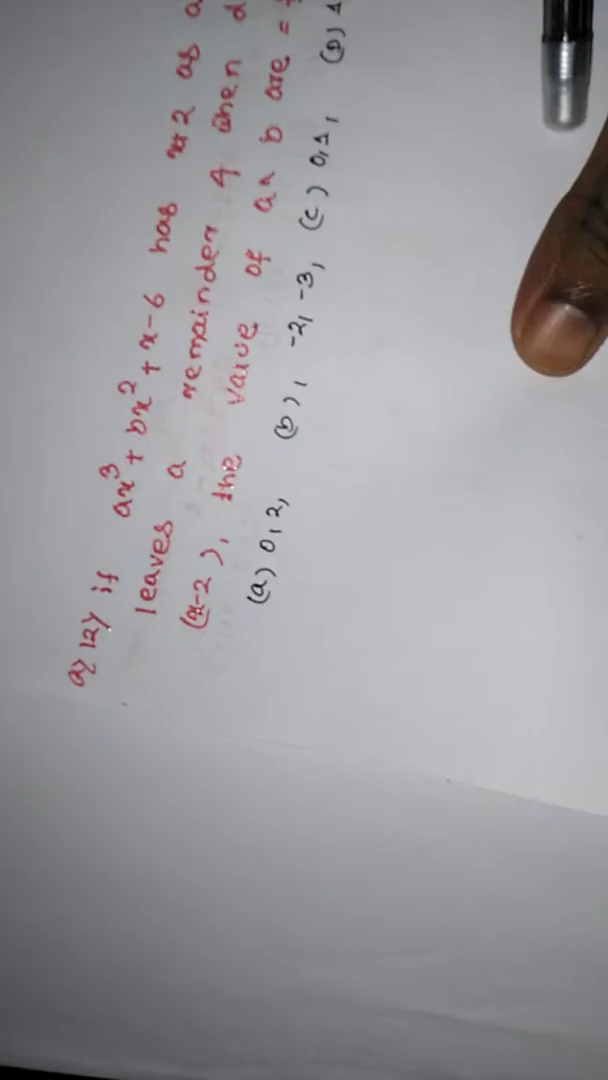 Q) 12) if ax³ + bx² + x - 6 has x+2 as a
leaves a remainder 4 when d
(x-2), the value of a & b are =
(a) 0, 2, (b), -2, -3, (c) 0, 1, (D) 1